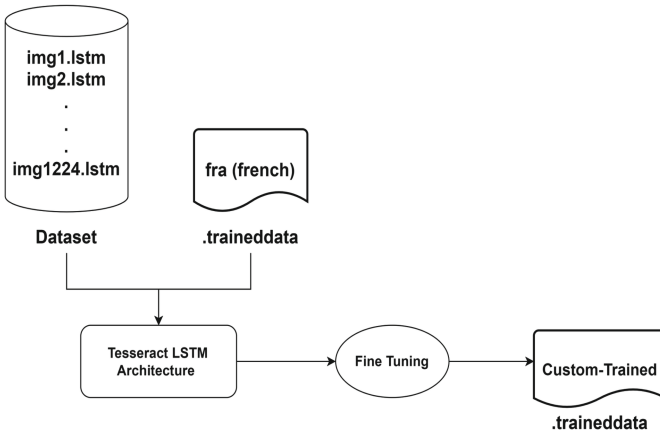 img1.lstm
img2.lstm
.
.
.
img1224.lstm
Dataset
fra (french)
.traineddata
Tesseract LSTM
Architecture
Fine Tuning
Custom-Trained
.traineddata